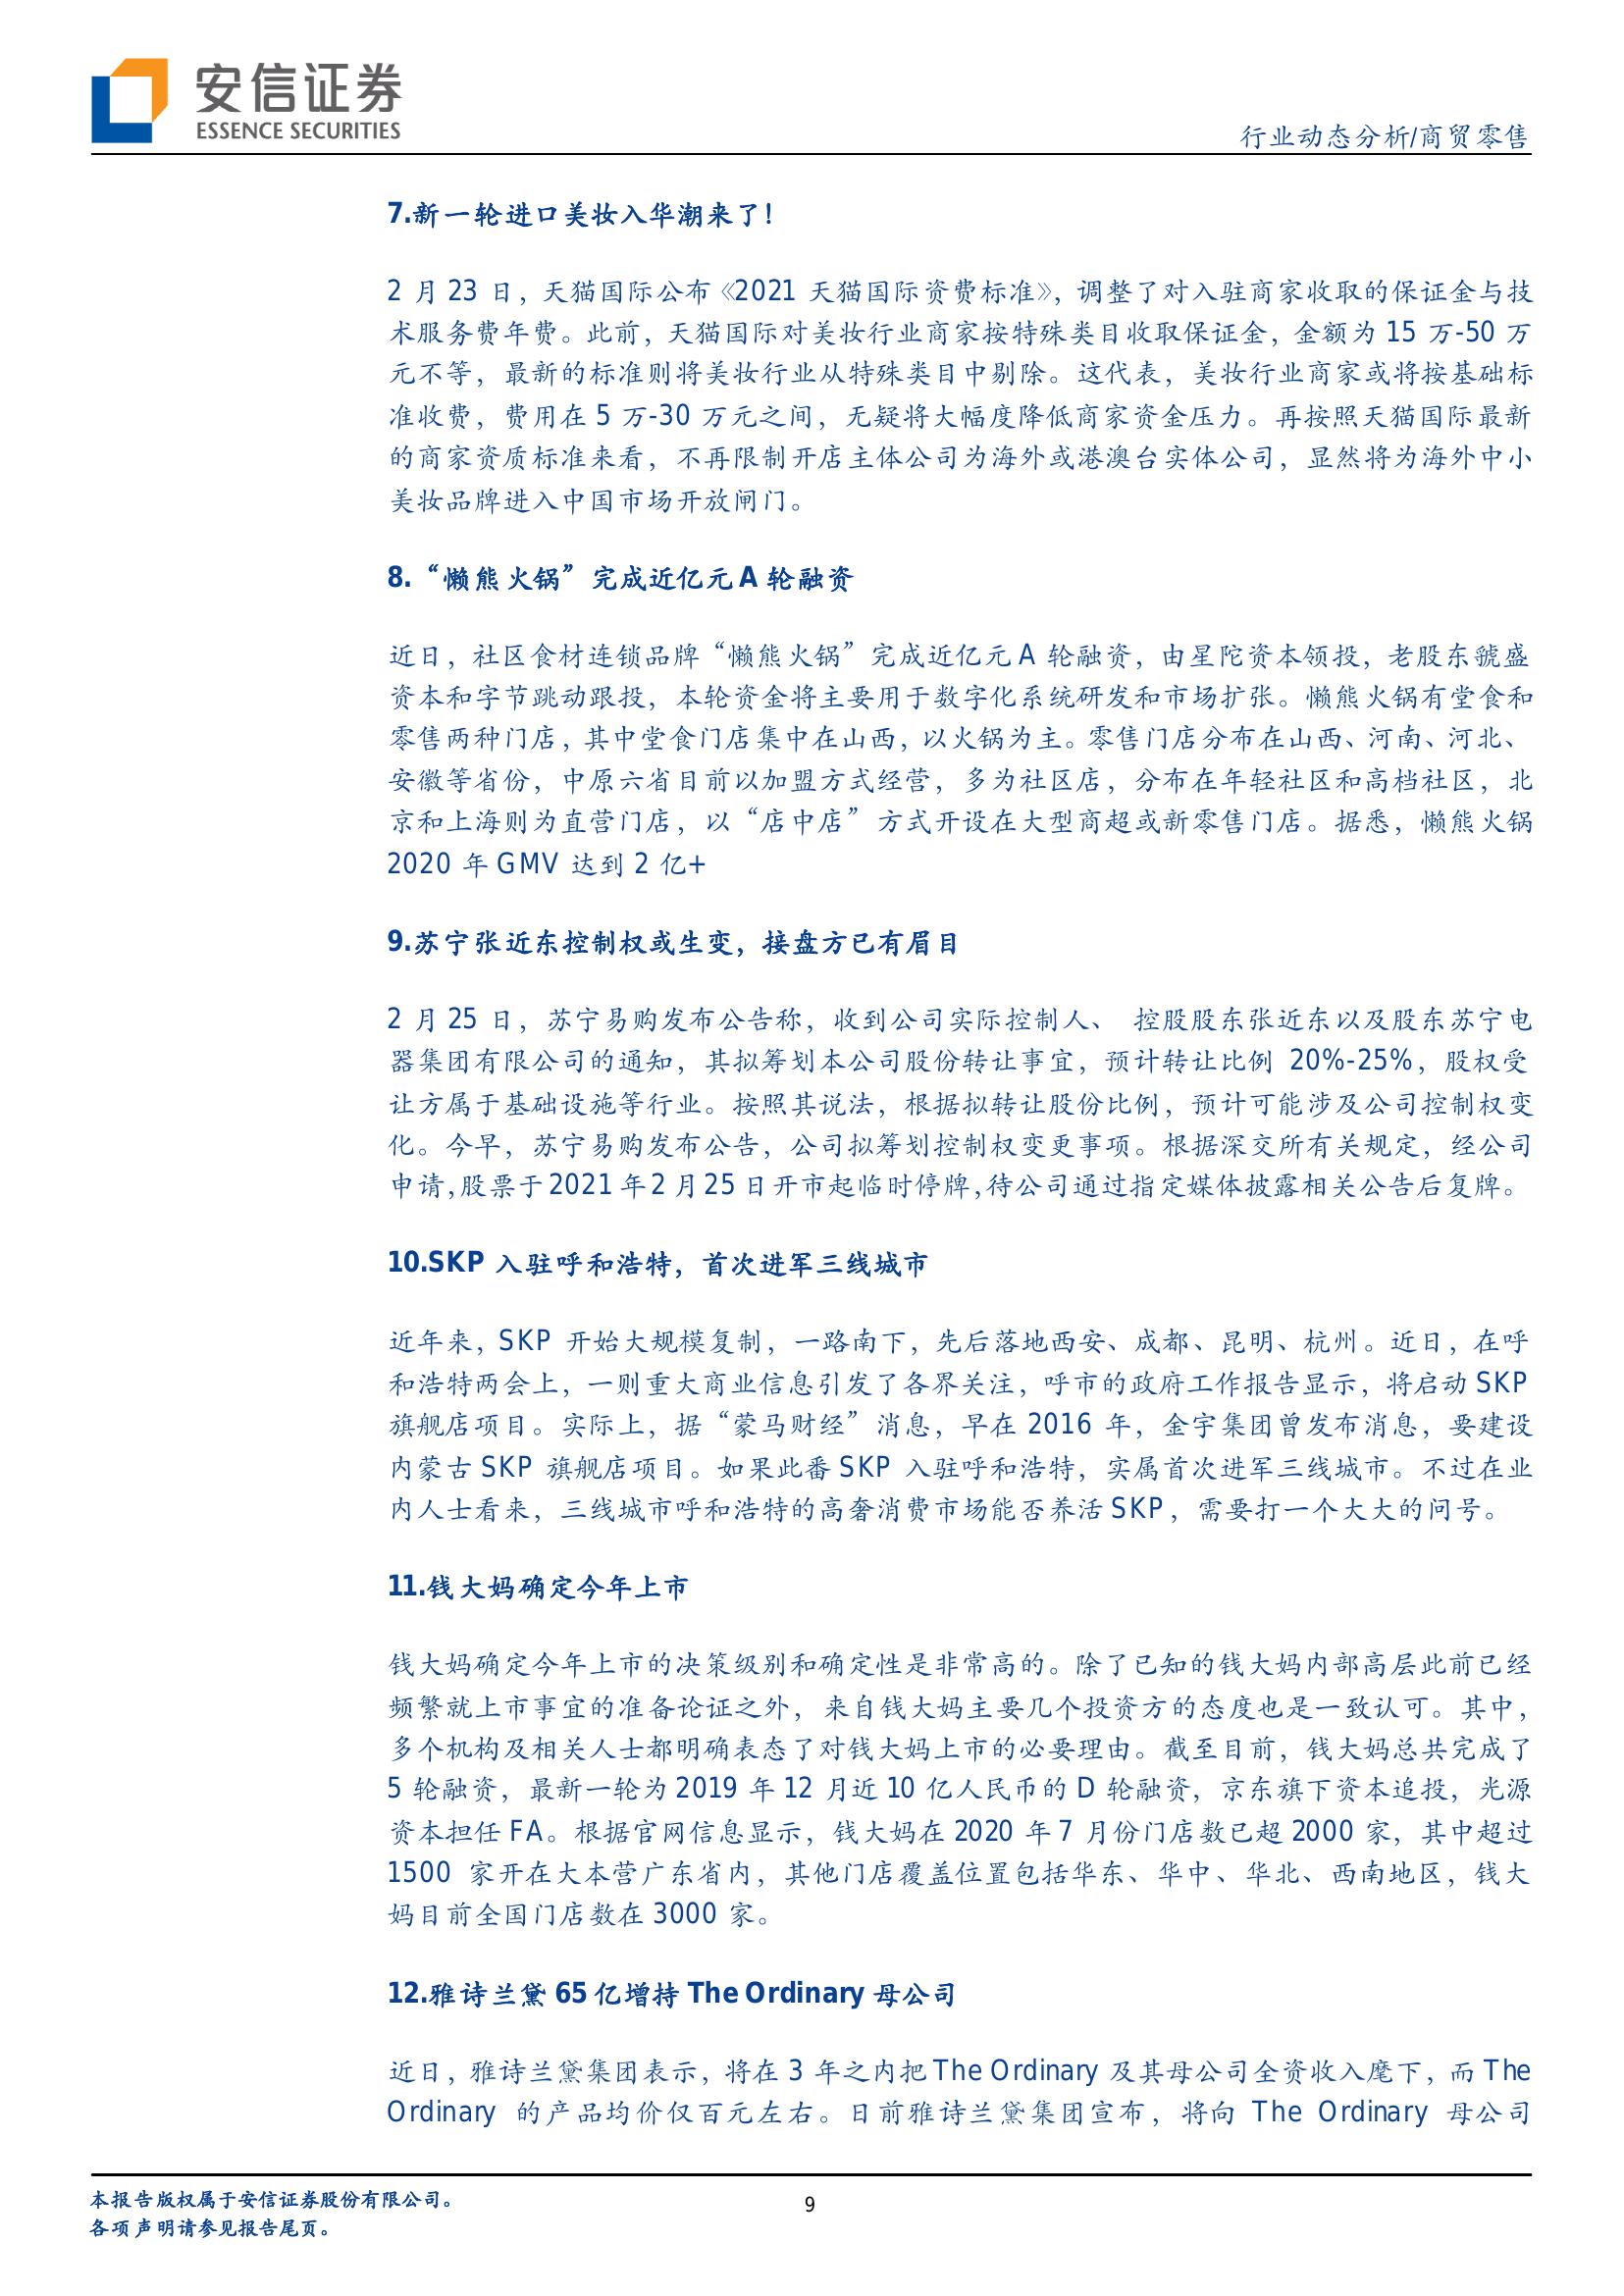 安信证券
ESSENCE SECURITIES
行业动态分析/商贸零售
7.新一轮进口美妆入华潮来了！
2 月 23 日，天猫国际公布《2021 天猫国际资费标准》，调整了对入驻商家收取的保证金与技
术服务费年费。此前，天猫国际对美妆行业商家按特殊类目收取保证金，金额为 15 万-50 万
元不等，最新的标准则将美妆行业从特殊类目中剔除。这代表，美妆行业商家或将按基础标
准收费，费用在 5 万-30 万元之间，无疑将大幅度降低商家资金压力。再按照天猫国际最新
的商家资质标准来看，不再限制开店主体公司为海外或港澳台实体公司，显然将为海外中小
美妆品牌进入中国市场开放闸门。
8.“懒熊火锅”完成近亿元 A 轮融资
近日，社区食材连锁品牌“懒熊火锅”完成近亿元 A 轮融资，由星陀资本领投，老股东虢盛
资本和字节跳动跟投，本轮资金将主要用于数字化系统研发和市场扩张。懒熊火锅有堂食和
零售两种门店，其中堂食门店集中在山西，以火锅为主。零售门店分布在山西、河南、河北、
安徽等省份，中原六省目前以加盟方式经营，多为社区店，分布在年轻社区和高档社区，北
京和上海则为直营门店，以“店中店”方式开设在大型商超或新零售门店。据悉，懒熊火锅
2020 年 GMV 达到 2 亿+
9.苏宁张近东控制权或生变，接盘方已有眉目
2 月 25 日，苏宁易购发布公告称，收到公司实际控制人、 控股股东张近东以及股东苏宁电
器集团有限公司的通知，其拟筹划本公司股份转让事宜，预计转让比例 20%-25%，股权受
让方属于基础设施等行业。按照其说法，根据拟转让股份比例，预计可能涉及公司控制权变
化。今早，苏宁易购发布公告，公司拟筹划控制权变更事项。根据深交所有关规定，经公司
申请,股票于 2021 年 2 月 25 日开市起临时停牌,待公司通过指定媒体披露相关公告后复牌。
10.SKP 入驻呼和浩特，首次进军三线城市
近年来，SKP 开始大规模复制，一路南下，先后落地西安、成都、昆明、杭州。近日，在呼
和浩特两会上，一则重大商业信息引发了各界关注，呼市的政府工作报告显示，将启动 SKP
旗舰店项目。实际上，据“蒙马财经”消息，早在 2016 年，金宇集团曾发布消息，要建设
内蒙古 SKP 旗舰店项目。如果此番 SKP 入驻呼和浩特，实属首次进军三线城市。不过在业
内人士看来，三线城市呼和浩特的高奢消费市场能否养活 SKP，需要打一个大大的问号。
11.钱大妈确定今年上市
钱大妈确定今年上市的决策级别和确定性是非常高的。除了已知的钱大妈内部高层此前已经
频繁就上市事宜的准备论证之外，来自钱大妈主要几个投资方的态度也是一致认可。其中，
多个机构及相关人士都明确表态了对钱大妈上市的必要理由。截至目前，钱大妈总共完成了
5 轮融资，最新一轮为 2019 年 12 月近 10 亿人民币的 D 轮融资，京东旗下资本追投，光源
资本担任 FA。根据官网信息显示，钱大妈在 2020 年 7 月份门店数已超 2000 家，其中超过
1500 家开在大本营广东省内，其他门店覆盖位置包括华东、华中、华北、西南地区，钱大
妈目前全国门店数在 3000 家。
12.雅诗兰黛 65 亿增持 The Ordinary 母公司
近日，雅诗兰黛集团表示，将在 3 年之内把 The Ordinary 及其母公司全资收入麾下，而 The
Ordinary 的产品均价仅百元左右。日前雅诗兰黛集团宣布，将向 The Ordinary 母公司
本报告版权属于安信证券股份有限公司。
各项声明请参见报告尾页。
9